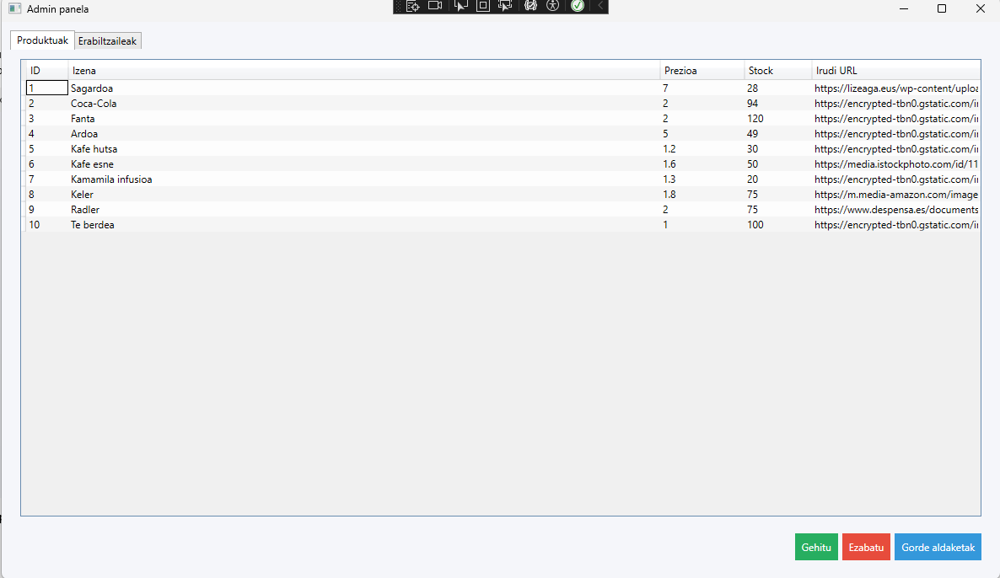 Admin panela
Produktuak Erabiltzaileak
ID Izena Prezioa Stock Irudi URL
1 Sagardoa 7 28 https://lizeaga.eus/wp-content/uploa
2 Coca-Cola 2 94 https://encrypted-tbn0.gstatic.com/i
3 Fanta 2 120 https://encrypted-tbn0.gstatic.com/i
4 Ardoa 5 49 https://encrypted-tbn0.gstatic.com/i
5 Kafe hutsa 1.2 30 https://encrypted-tbn0.gstatic.com/i
6 Kafe esne 1.6 50 https://media.istockphoto.com/id/11
7 Kamamila infusioa 1.3 20 https://encrypted-tbn0.gstatic.com/i
8 Keler 1.8 75 https://m.media-amazon.com/image
9 Radler 2 75 https://www.despensa.es/documents
10 Te berdea 1 100 https://encrypted-tbn0.gstatic.com/i
Gehitu Ezabatu Gorde aldaketak